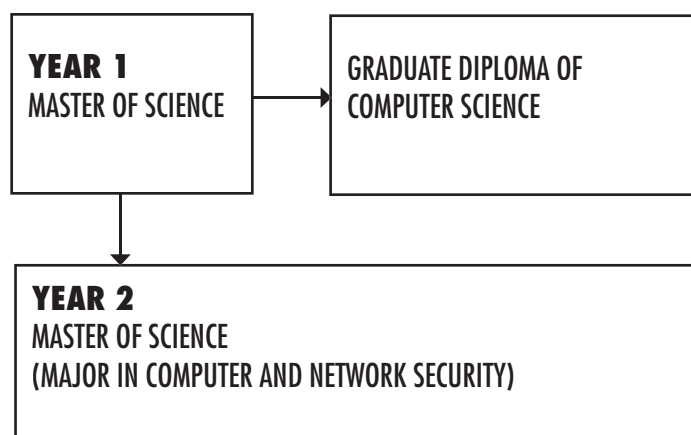 YEAR 1
MASTER OF SCIENCE
GRADUATE DIPLOMA OF
COMPUTER SCIENCE
YEAR 2
MASTER OF SCIENCE
(MAJOR IN COMPUTER AND NETWORK SECURITY)